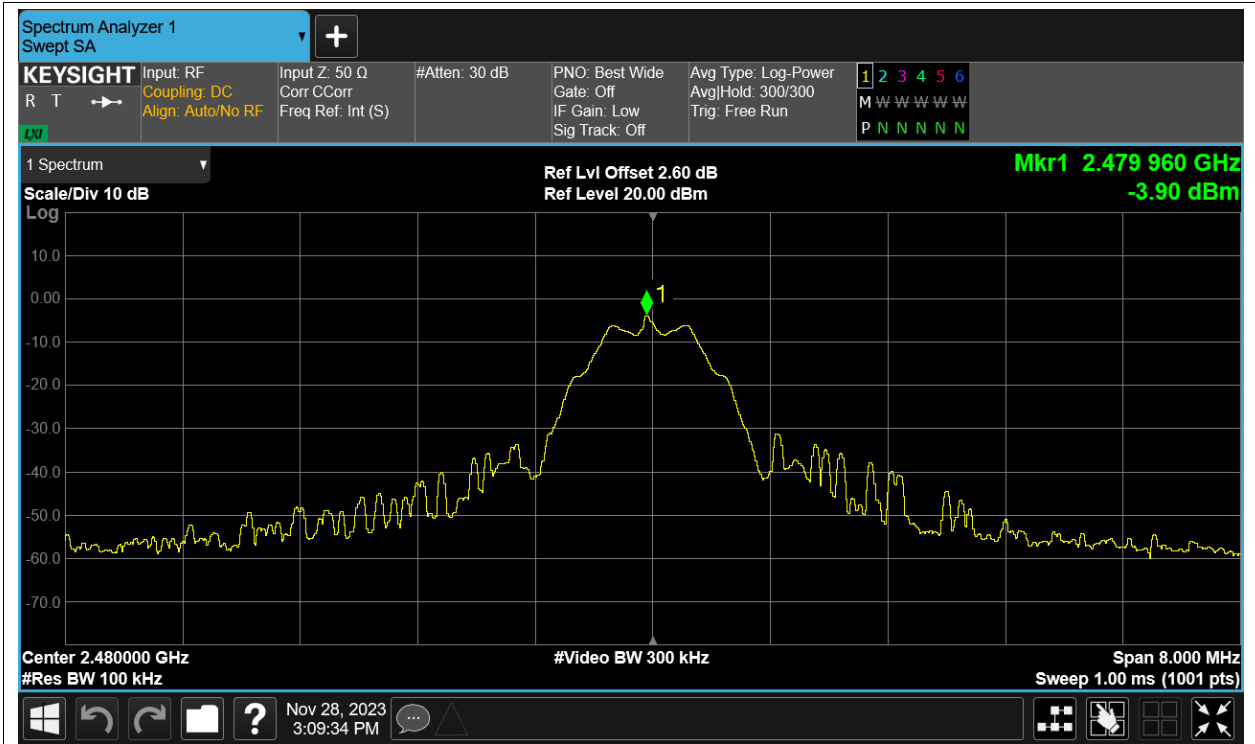 Spectrum Analyzer 1
Swept SA
KEYSIGHT
R T
LXI
Input: RF
Coupling: DC
Align: Auto/No RF
Input Z: 50 Ω
Corr CCorr
Freq Ref: Int (S)
#Atten: 30 dB
PNO: Best Wide
Gate: Off
IF Gain: Low
Sig Track: Off
Avg Type: Log-Power
Avg|Hold: 300/300
Trig: Free Run
1 2 3 4 5 6
M W W W W W
P N N N N N
1 Spectrum
Scale/Div 10 dB
Log
Ref Lvl Offset 2.60 dB
Ref Level 20.00 dBm
Mkr1 2.479 960 GHz
-3.90 dBm
1
10.0
0.00
-10.0
-20.0
-30.0
-40.0
-50.0
-60.0
-70.0
Center 2.480000 GHz
#Video BW 300 kHz
Span 8.000 MHz
#Res BW 100 kHz
Sweep 1.00 ms (1001 pts)
?
Nov 28, 2023
3:09:34 PM